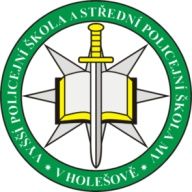 VYŠŠÍ POLICEJNÍ ŠKOLA A STŘEDNÍ POLICEJNÍ ŠKOLA MV
V HOLEŠOVĚ